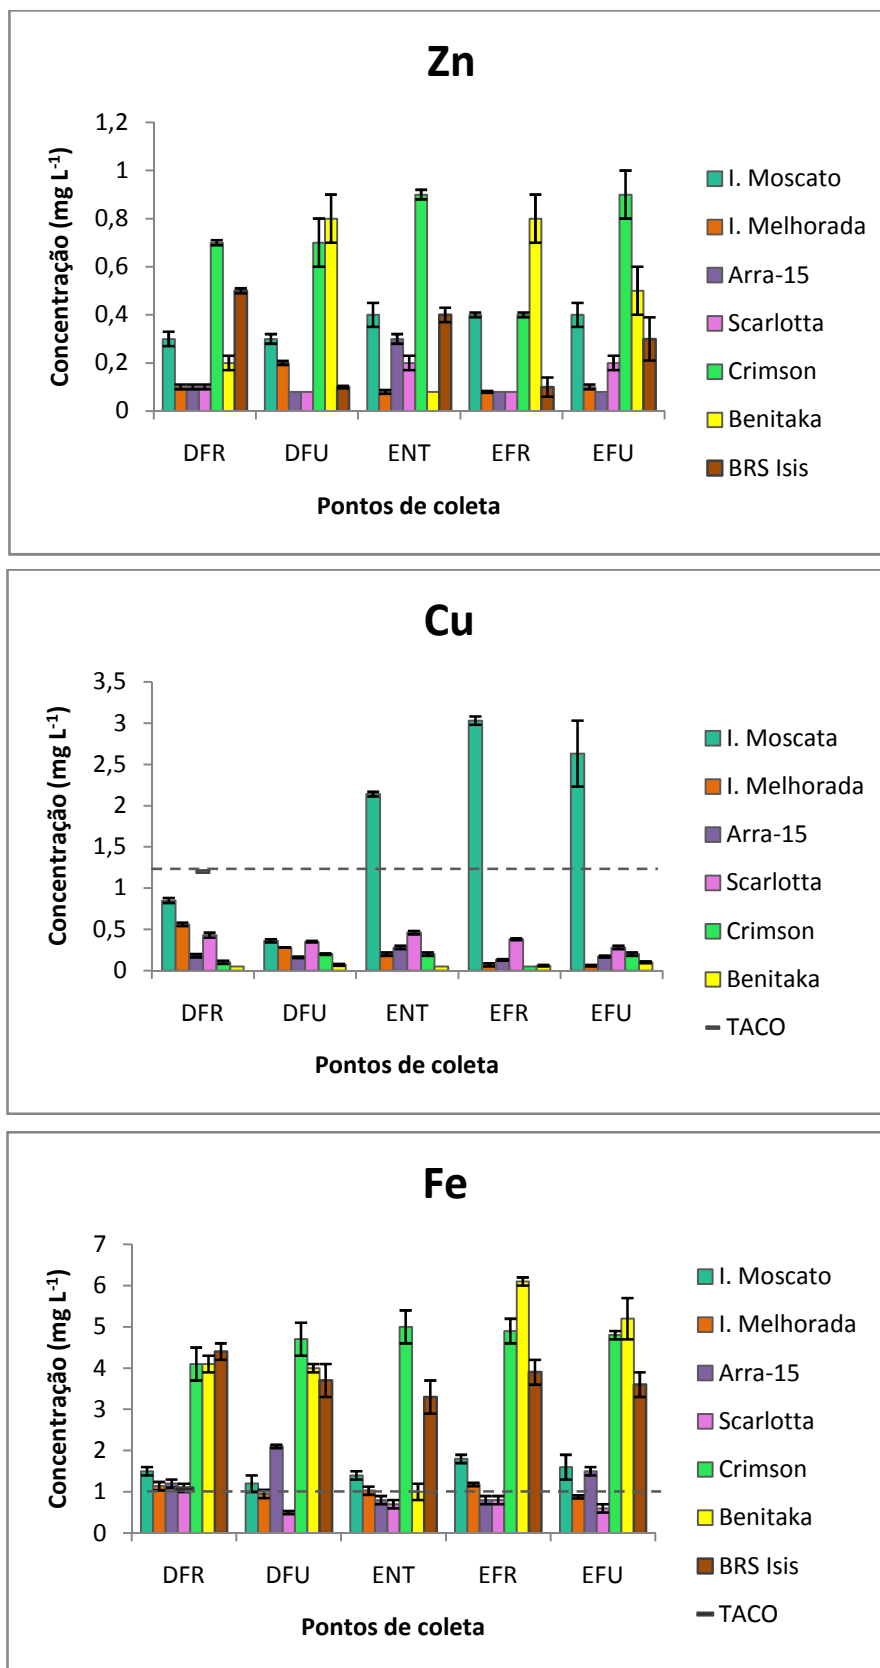 Zn
Concentração (mg L⁻¹)
1,2
1
0,8
0,6
0,4
0,2
0
DFR DFU ENT EFR EFU
Pontos de coleta
I. Moscato
I. Melhorada
Arra-15
Scarlotta
Crimson
Benitaka
BRS Isis
Cu
Concentração (mg L⁻¹)
3,5
3
2,5
2
1,5
1
0,5
0
DFR DFU ENT EFR EFU
Pontos de coleta
I. Moscata
I. Melhorada
Arra-15
Scarlotta
Crimson
Benitaka
TACO
Fe
Concentração (mg L⁻¹)
7
6
5
4
3
2
1
0
DFR DFU ENT EFR EFU
Pontos de coleta
I. Moscato
I. Melhorada
Arra-15
Scarlotta
Crimson
Benitaka
BRS Isis
TACO